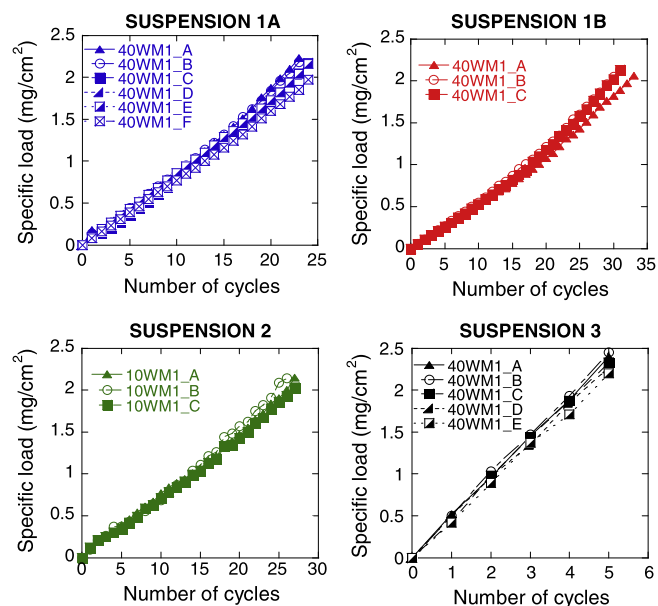 SUSPENSION 1A
Specific load (mg/cm²)
2.5
2
1.5
1
0.5
0
40WM1_A
40WM1_B
40WM1_C
40WM1_D
40WM1_E
40WM1_F
0 5 10 15 20 25
Number of cycles
SUSPENSION 1B
Specific load (mg/cm²)
2.5
2
1.5
1
0.5
0
40WM1_A
40WM1_B
40WM1_C
0 5 10 15 20 25 30 35
Number of cycles
SUSPENSION 2
Specific load (mg/cm²)
2.5
2
1.5
1
0.5
0
10WM1_A
10WM1_B
10WM1_C
0 5 10 15 20 25 30
Number of cycles
SUSPENSION 3
Specific load (mg/cm²)
2.5
2
1.5
1
0.5
0
40WM1_A
40WM1_B
40WM1_C
40WM1_D
40WM1_E
0 1 2 3 4 5 6
Number of cycles